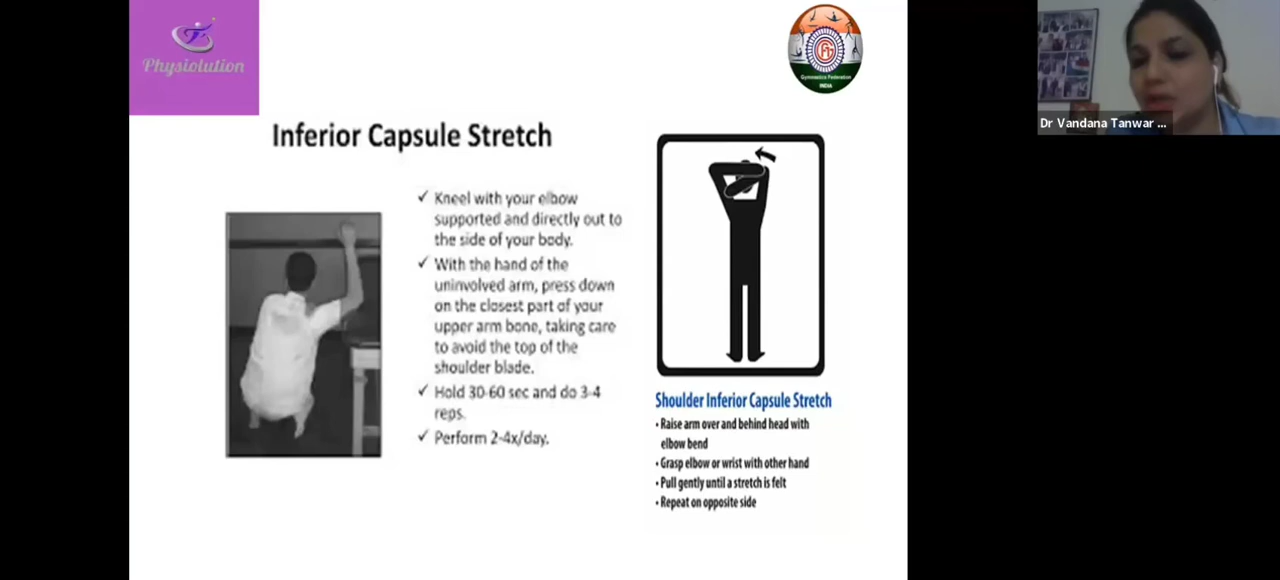 Physiolution
Gymnastics Federation
INDIA
Dr Vandana Tanwar ...
Inferior Capsule Stretch
✓ Kneel with your elbow
supported and directly out to
the side of your body.
✓ With the hand of the
uninvolved arm, press down
on the closest part of your
upper arm bone, taking care
to avoid the top of the
shoulder blade.
✓ Hold 30-60 sec and do 3-4
reps.
✓ Perform 2-4x/day.
Shoulder Inferior Capsule Stretch
• Raise arm over and behind head with
elbow bend
• Grasp elbow or wrist with other hand
• Pull gently until a stretch is felt
• Repeat on opposite side